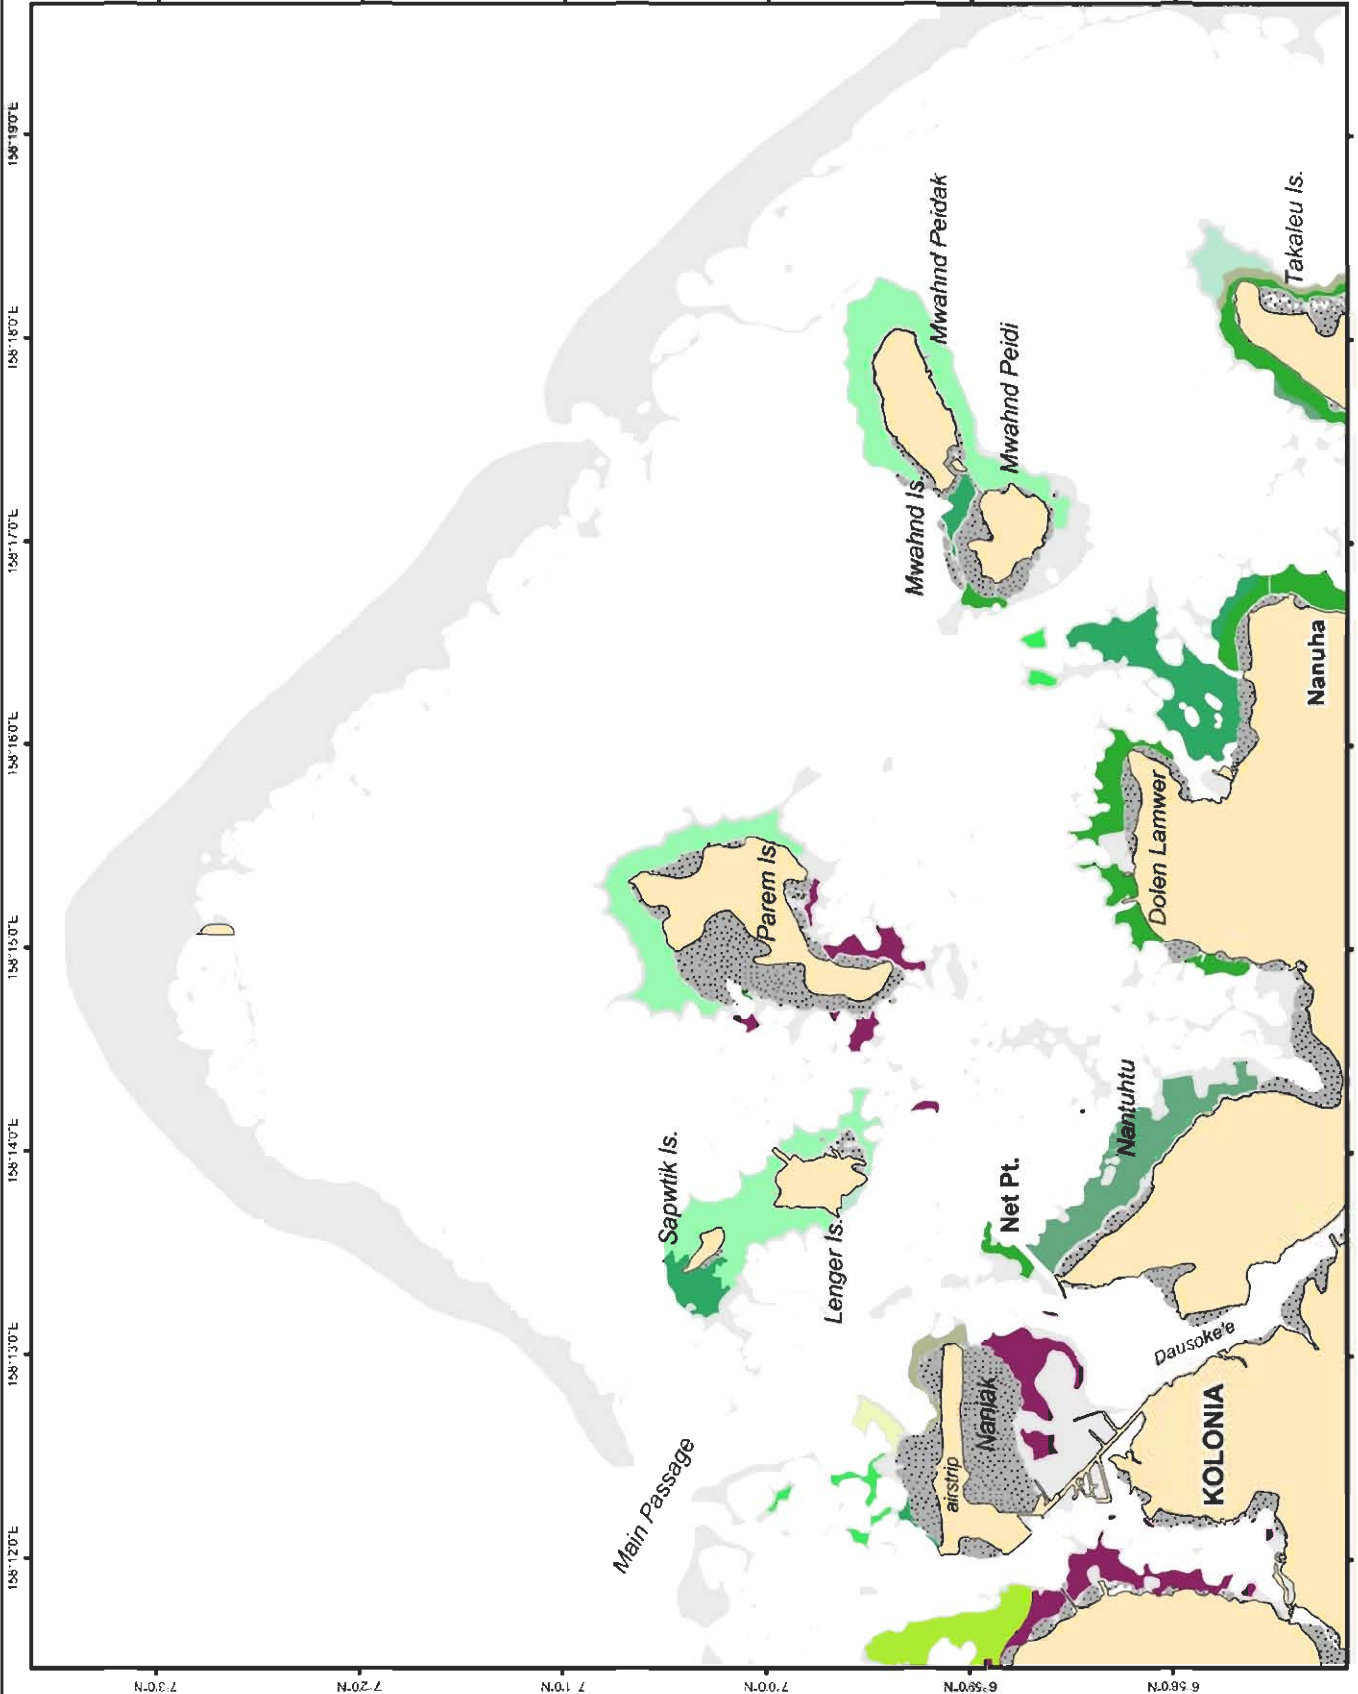 158°12'0"E
158°13'0"E
158°14'0"E
158°15'0"E
158°16'0"E
158°17'0"E
158°18'0"E
158°19'0"E
7°3'0"N
7°2'0"N
7°1'0"N
7°0'0"N
6°59'0"N
6°58'0"N
Main Passage
Sapwtik Is.
Lenger Is.
Parem Is.
Mwahnd Is.
Mwahnd Peidak
Mwahnd Peidi
Takaleu Is.
airstrip
Nanjak
Net Pt.
Nantuhtu
Dolen Lamwer
Nanuha
Dausoke'e
KOLONIA